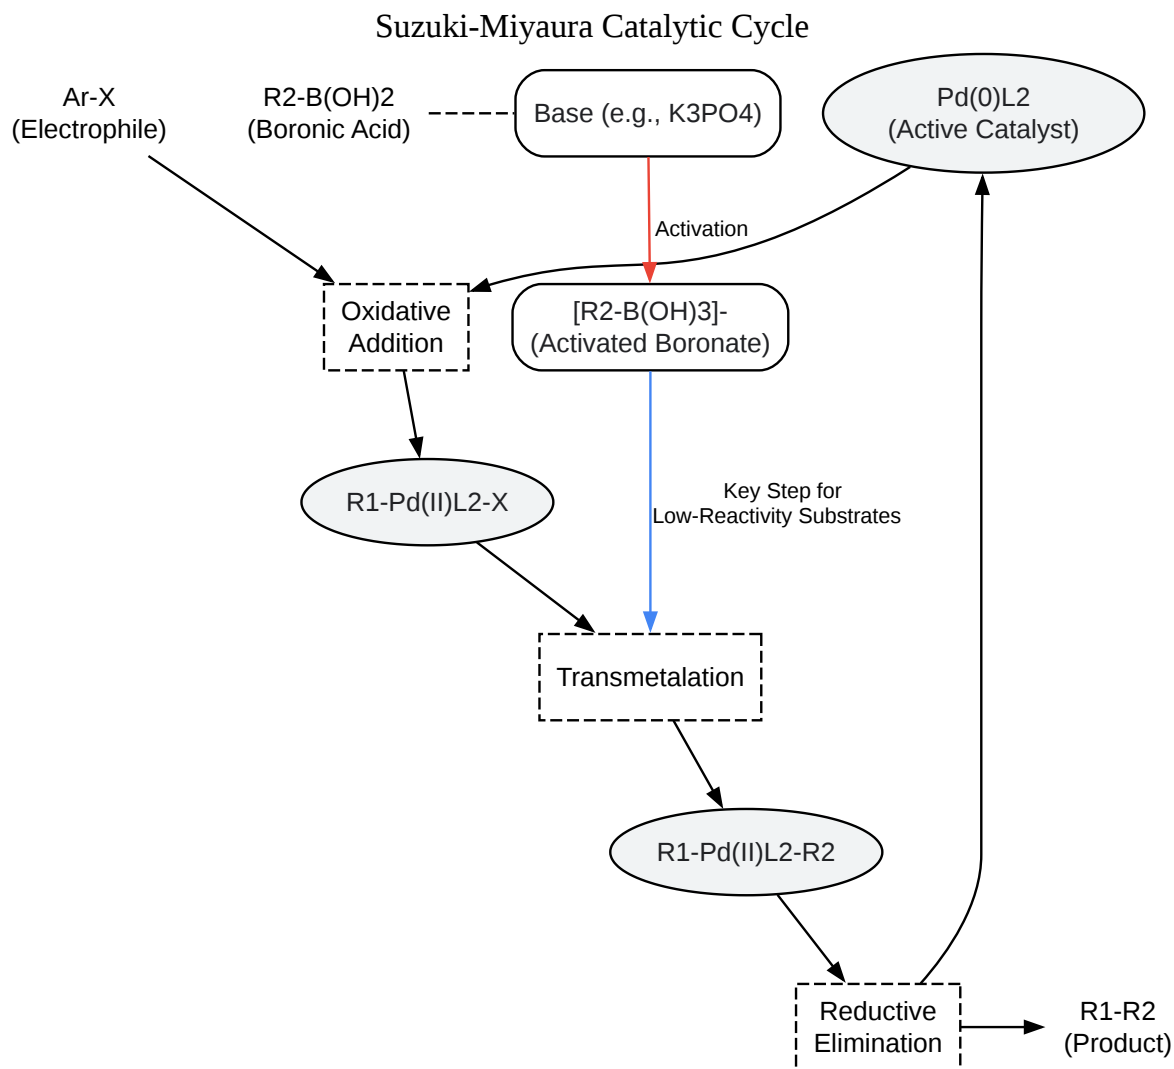 Suzuki-Miyaura Catalytic Cycle
Ar-X
(Electrophile)
R2-B(OH)2
(Boronic Acid)
Base (e.g., K3PO4)
Pd(0)L2
(Active Catalyst)
Activation
Oxidative
Addition
[R2-B(OH)3]-
(Activated Boronate)
R1-Pd(II)L2-X
Key Step for
Low-Reactivity Substrates
Transmetalation
R1-Pd(II)L2-R2
Reductive
Elimination
R1-R2
(Product)